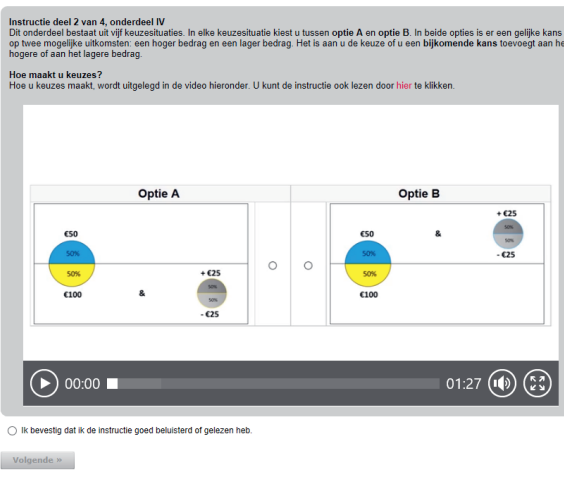 Instructie deel 2 van 4, onderdeel IV
Dit onderdeel bestaat uit vijf keuzesituaties. In elke keuzesituatie kiest u tussen optie A en optie B. In beide opties is er een gelijke kans
op twee mogelijke uitkomsten: een hoger bedrag en een lager bedrag. Het is aan u de keuze of u een bijkomende kans toevoegt aan he
hogere of aan het lagere bedrag.
Hoe maakt u keuzes?
Hoe u keuzes maakt, wordt uitgelegd in de video hieronder. U kunt de instructie ook lezen door hier te klikken.
Optie A
Optie B
€50
50%
50%
€100
&
+ €25
50%
50%
- €25
€50
50%
50%
€100
&
+ €25
50%
50%
- €25
00:00
01:27
Ik bevestig dat ik de instructie goed beluisterd of gelezen heb.
Volgende »